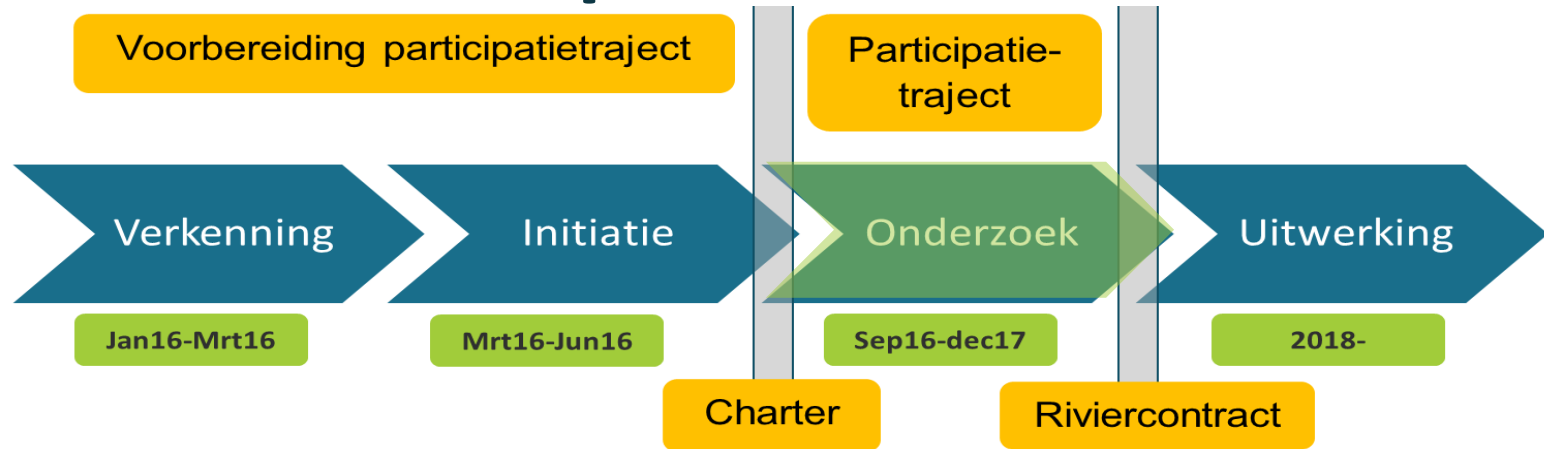 Voorbereiding participatietraject
Participatie-
traject
Verkenning
Initiatie
Onderzoek
Uitwerking
Jan16-Mrt16
Mrt16-Jun16
Sep16-dec17
2018-
Charter
Riviercontract